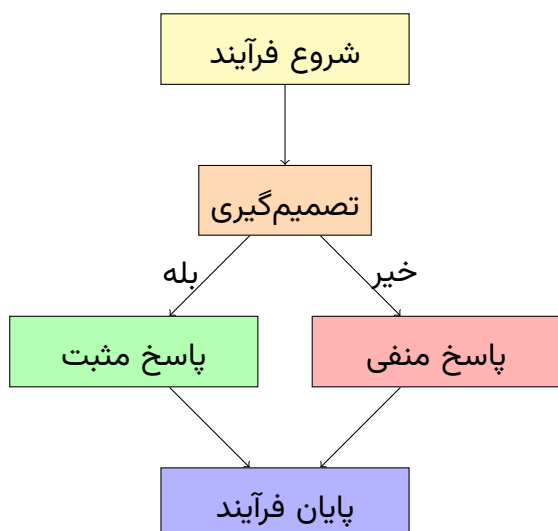 شروع فرآیند
تصمیم‌گیری
خیر
بله
پاسخ منفی
پاسخ مثبت
پایان فرآیند